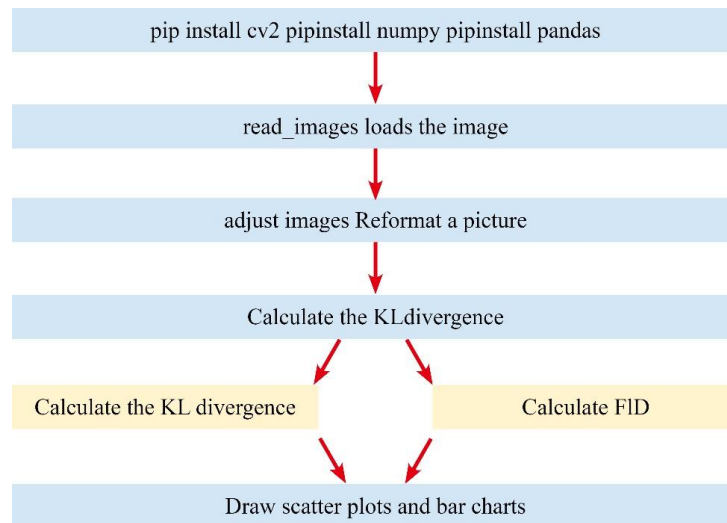 pip install cv2 pipinstall numpy pipinstall pandas
read_images loads the image
adjust images Reformat a picture
Calculate the KLdivergence
Calculate the KL divergence
Calculate FlD
Draw scatter plots and bar charts